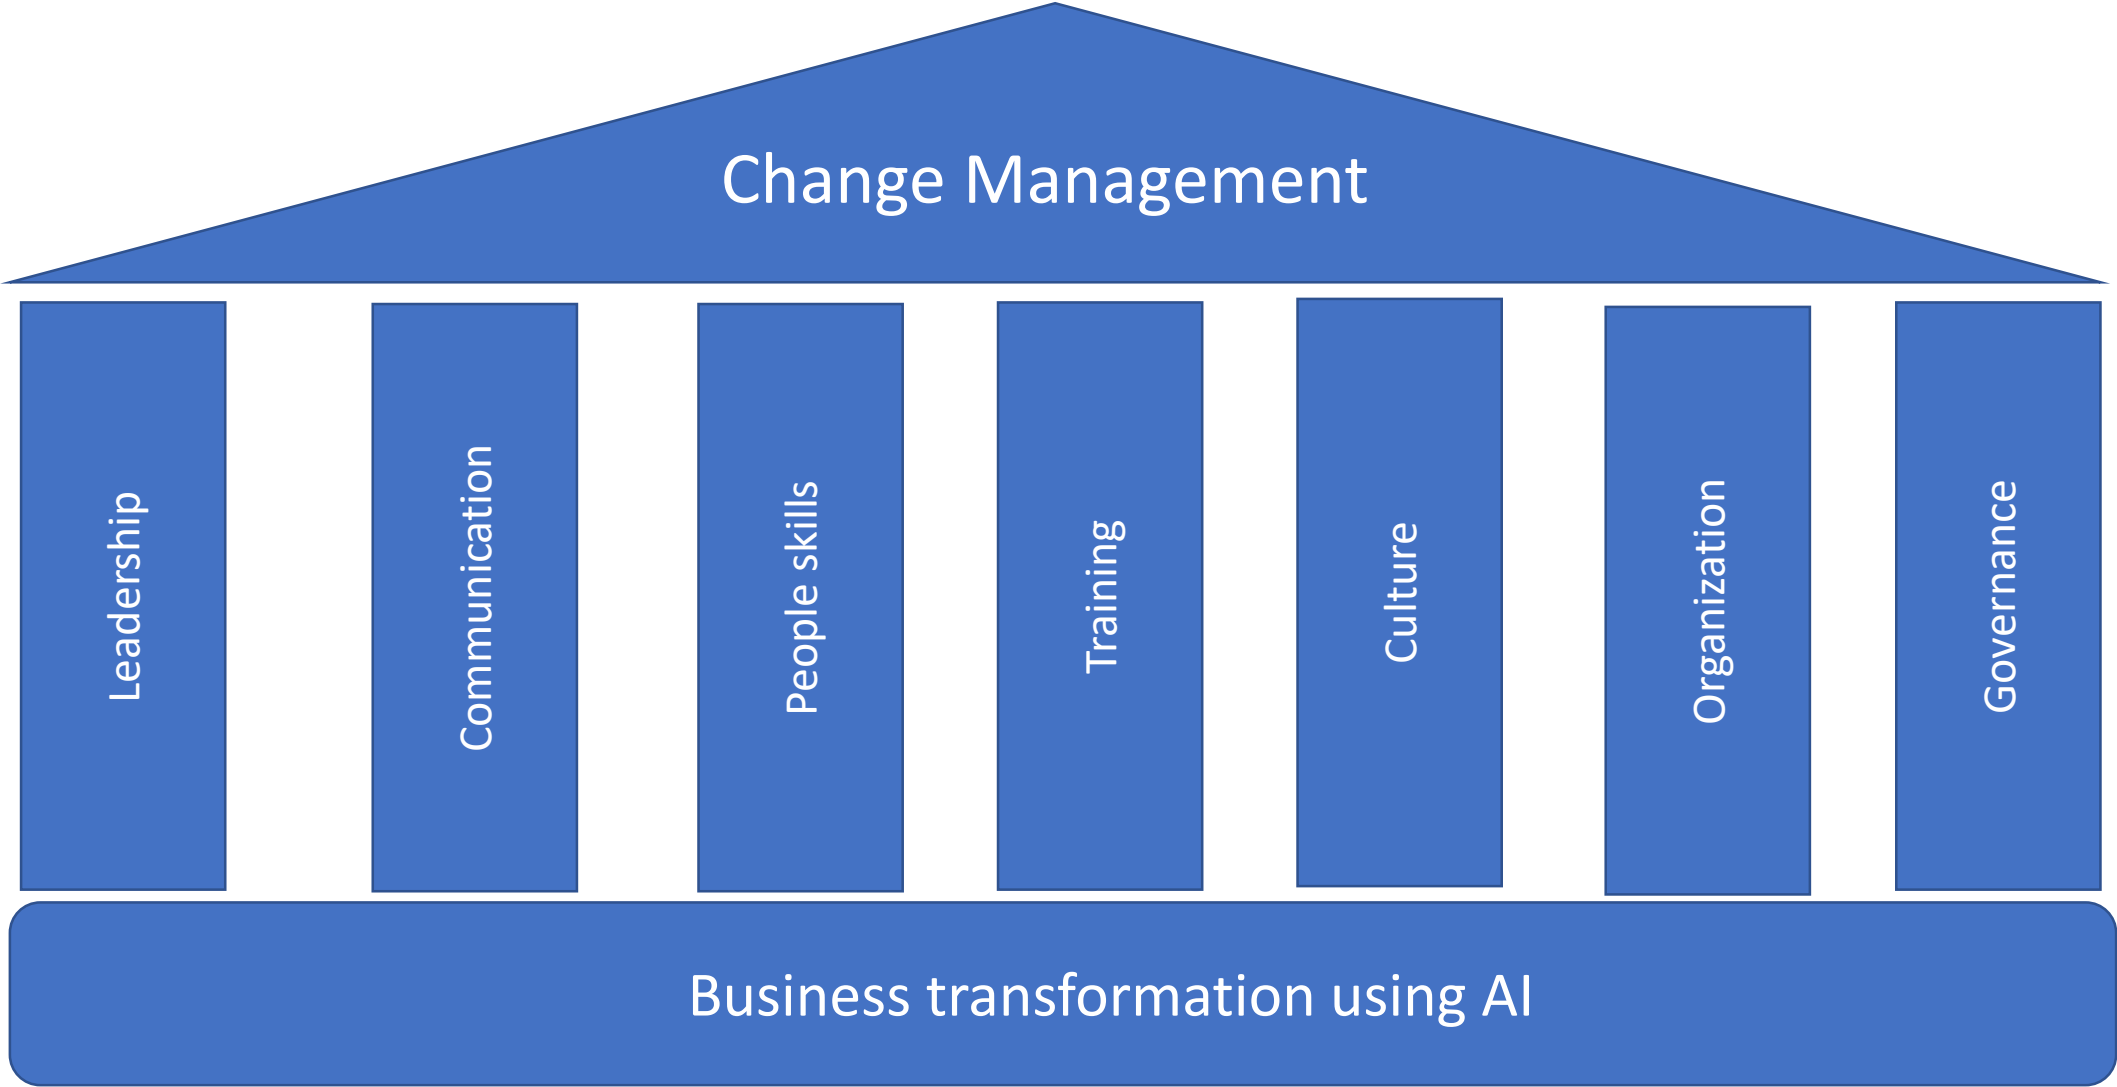 Change Management
Leadership
Communication
People skills
Training
Culture
Organization
Governance
Business transformation using AI